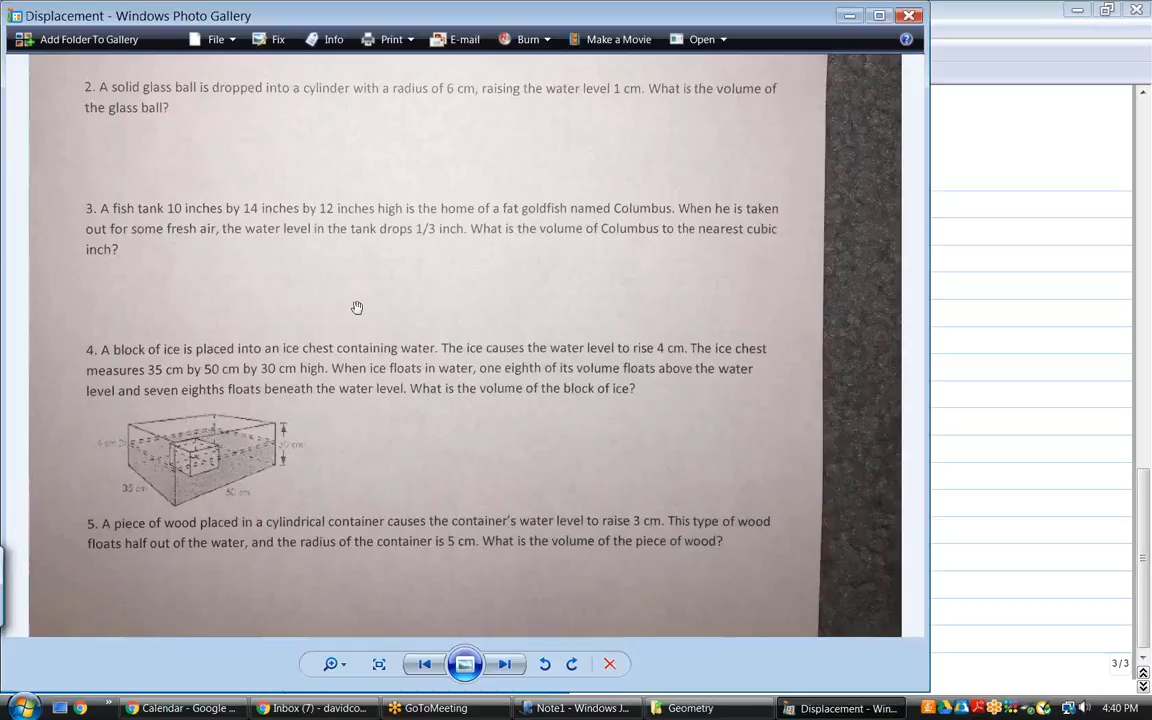 Displacement - Windows Photo Gallery
Add Folder To Gallery File Fix Info Print E-mail Burn Make a Movie Open
2. A solid glass ball is dropped into a cylinder with a radius of 6 cm, raising the water level 1 cm. What is the volume of
the glass ball?
3. A fish tank 10 inches by 14 inches by 12 inches high is the home of a fat goldfish named Columbus. When he is taken
out for some fresh air, the water level in the tank drops 1/3 inch. What is the volume of Columbus to the nearest cubic
inch?
4. A block of ice is placed into an ice chest containing water. The ice causes the water level to rise 4 cm. The ice chest
measures 35 cm by 50 cm by 30 cm high. When ice floats in water, one eighth of its volume floats above the water
level and seven eighths floats beneath the water level. What is the volume of the block of ice?
35 cm 50 cm
5. A piece of wood placed in a cylindrical container causes the container's water level to raise 3 cm. This type of wood
floats half out of the water, and the radius of the container is 5 cm. What is the volume of the piece of wood?
3/3
Calendar - Google ... Inbox (7) - davidco... GoToMeeting Note1 - Windows J... Geometry Displacement - Win... 4:40 PM